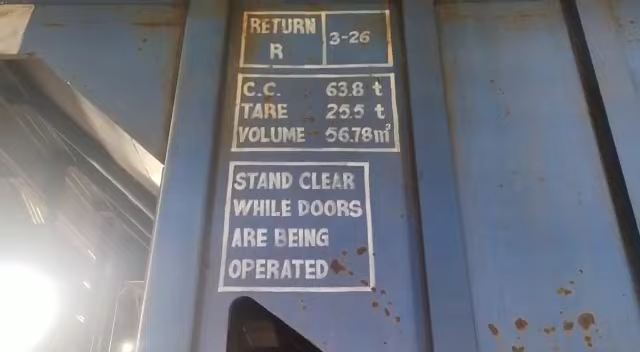 RETURN 3-26
R
C.C. 63.8 t
TARE 25.5 t
VOLUME 56.78m³
STAND CLEAR
WHILE DOORS
ARE BEING
OPERATED